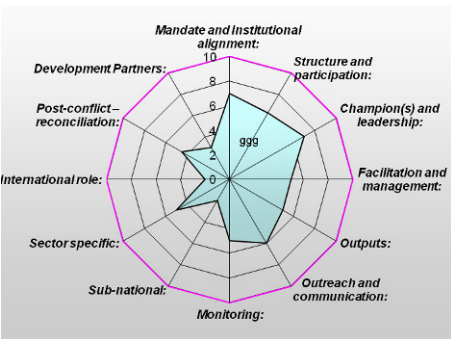 Mandate and Institutional
alignment:
10
Structure and
participation:
Development Partners:
8
Post-conflict –
reconciliation:
6
Champion(s) and
leadership:
4
ggg
2
International role:
0
Facilitation and
management:
Sector specific:
Outputs:
Sub-national:
Outreach and
communication:
Monitoring: